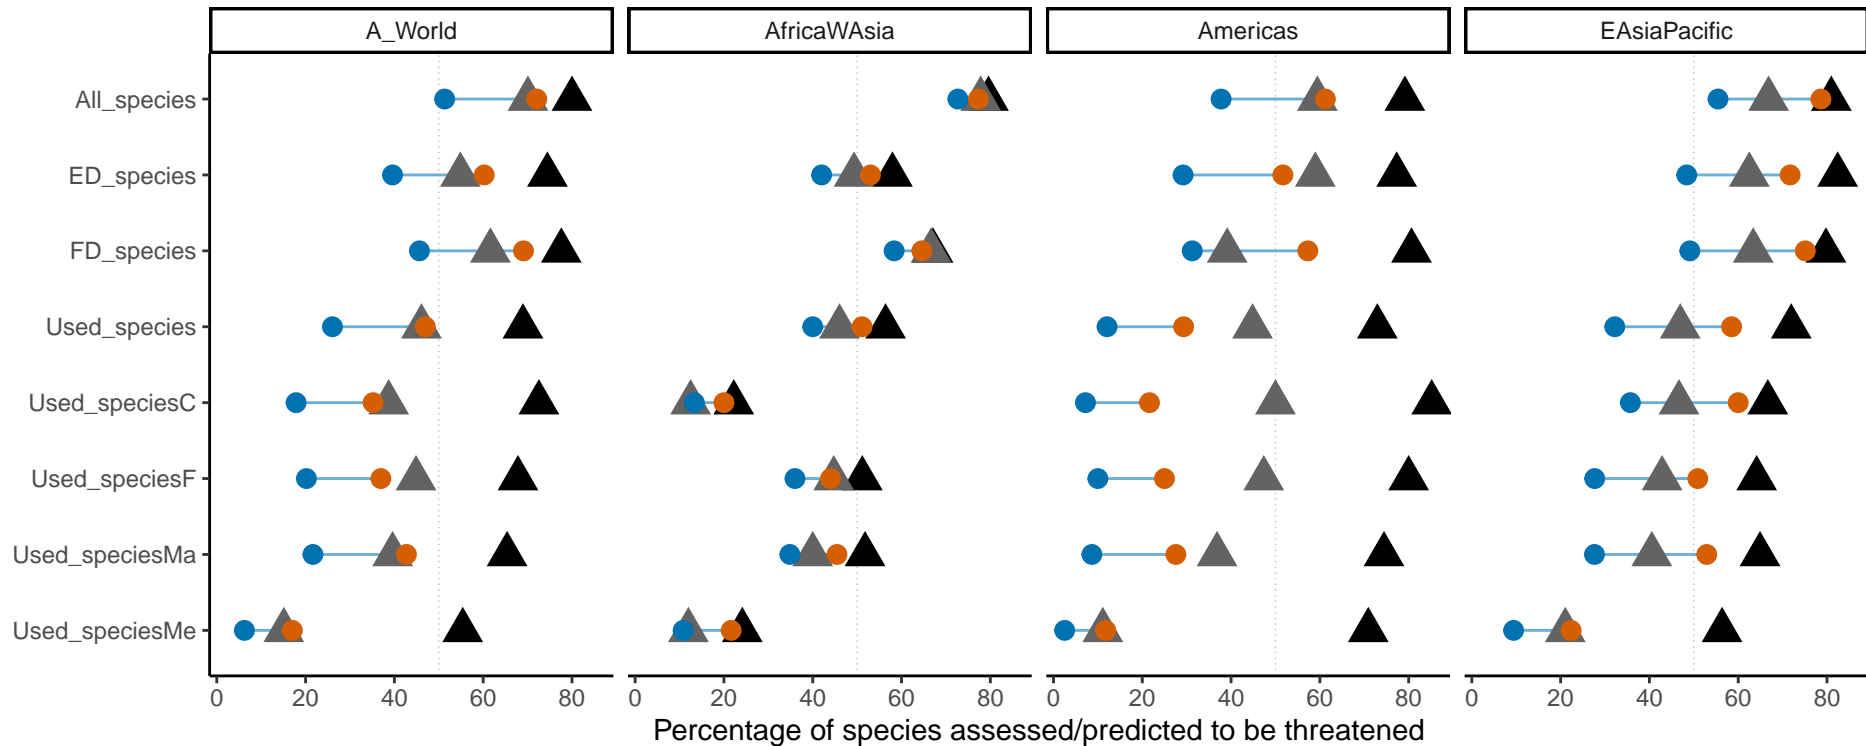 A_World AfricaWAsia Americas EAsiaPacific
All_species
ED_species
FD_species
Used_species
Used_speciesC
Used_speciesF
Used_speciesMa
Used_speciesMe
0 20 40 60 80 0 20 40 60 80 0 20 40 60 80 0 20 40 60 80
Percentage of species assessed/predicted to be threatened